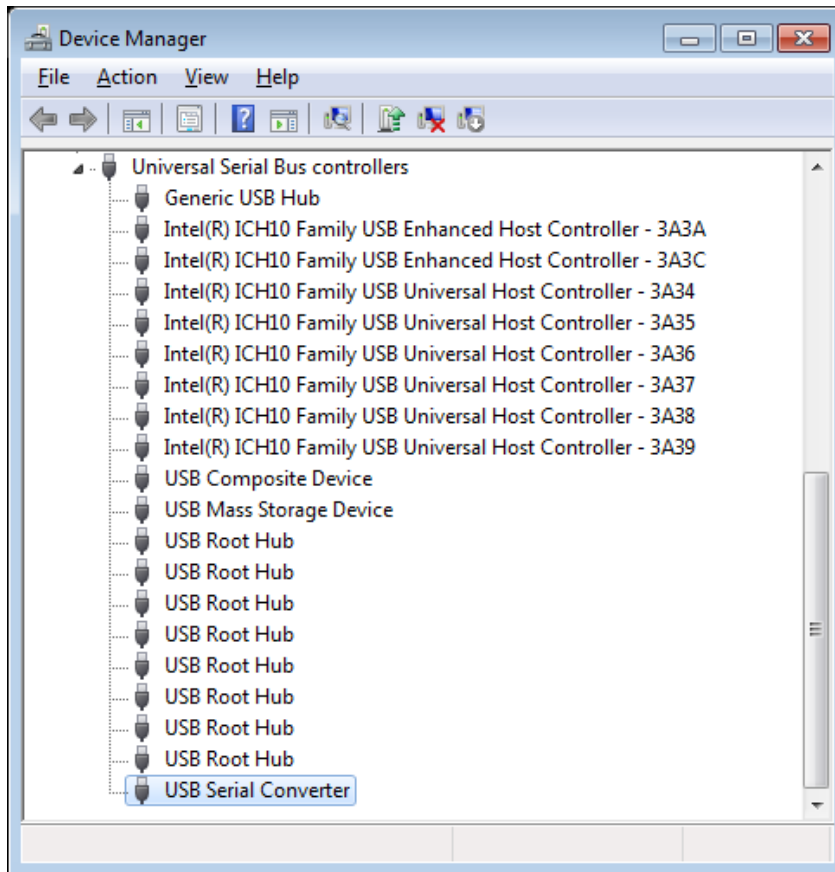 Device Manager
File Action View Help
Universal Serial Bus controllers
Generic USB Hub
Intel(R) ICH10 Family USB Enhanced Host Controller - 3A3A
Intel(R) ICH10 Family USB Enhanced Host Controller - 3A3C
Intel(R) ICH10 Family USB Universal Host Controller - 3A34
Intel(R) ICH10 Family USB Universal Host Controller - 3A35
Intel(R) ICH10 Family USB Universal Host Controller - 3A36
Intel(R) ICH10 Family USB Universal Host Controller - 3A37
Intel(R) ICH10 Family USB Universal Host Controller - 3A38
Intel(R) ICH10 Family USB Universal Host Controller - 3A39
USB Composite Device
USB Mass Storage Device
USB Root Hub
USB Root Hub
USB Root Hub
USB Root Hub
USB Root Hub
USB Root Hub
USB Root Hub
USB Root Hub
USB Serial Converter